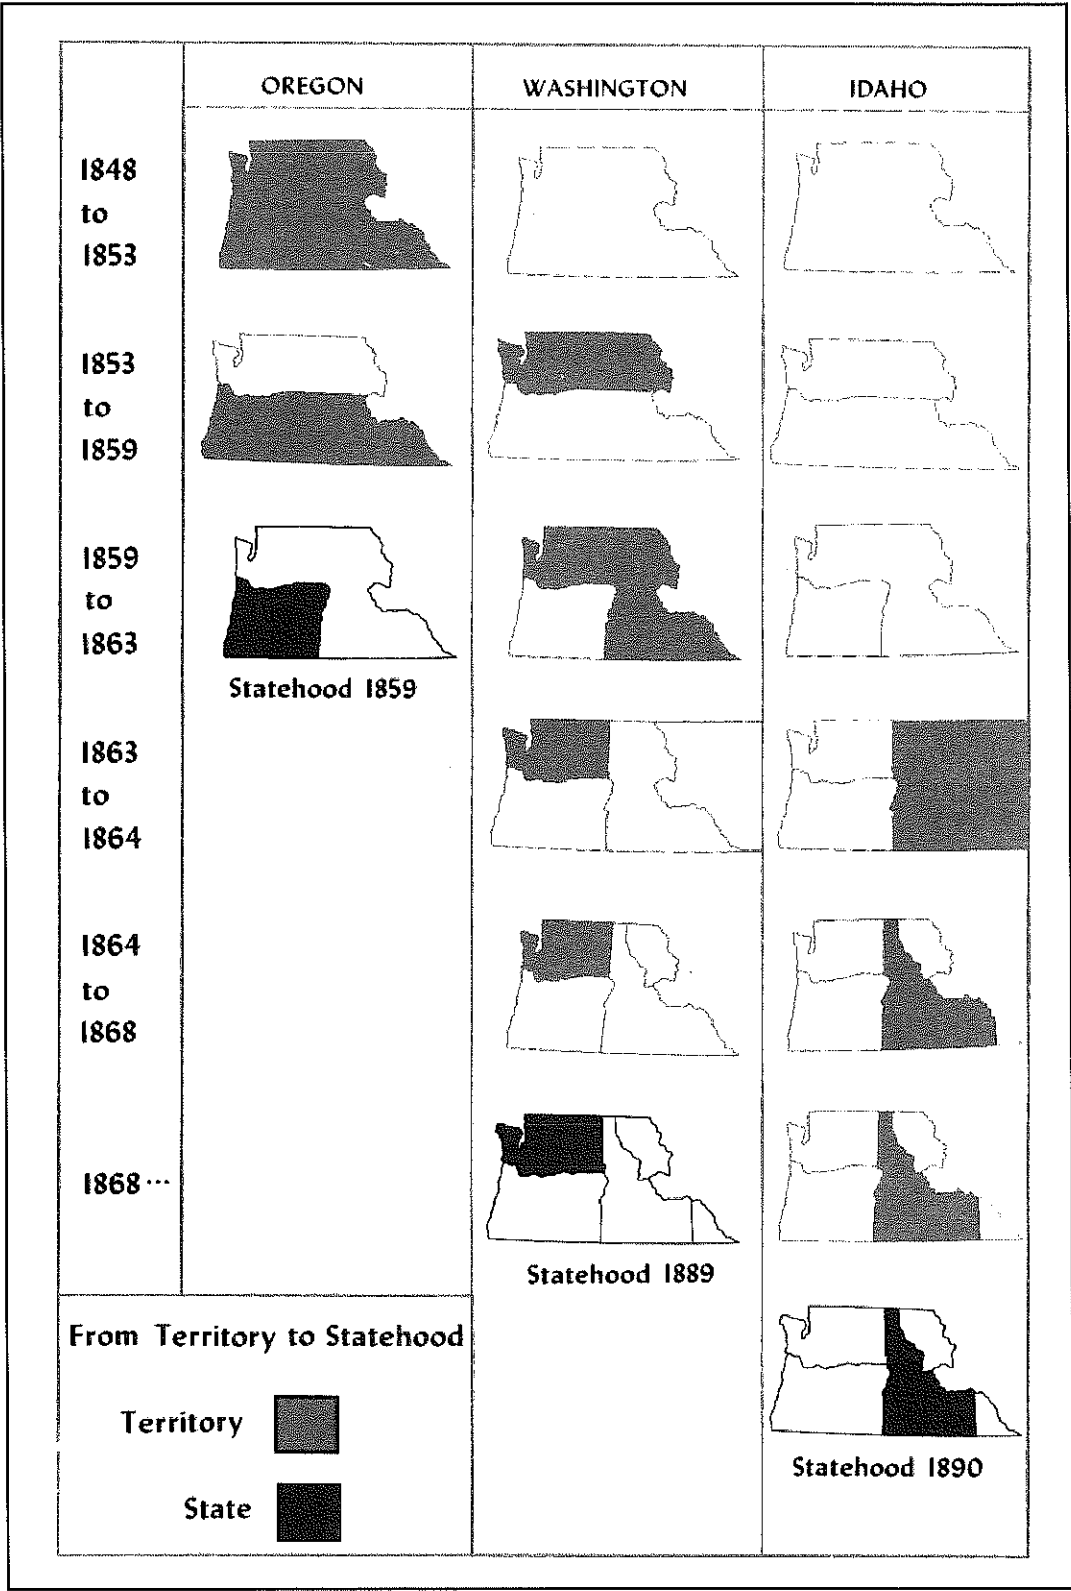 OREGON
WASHINGTON
IDAHO
1848
to
1853
1853
to
1859
1859
to
1863
Statehood 1859
1863
to
1864
1864
to
1868
1868...
Statehood 1889
Statehood 1890
From Territory to Statehood
Territory
State